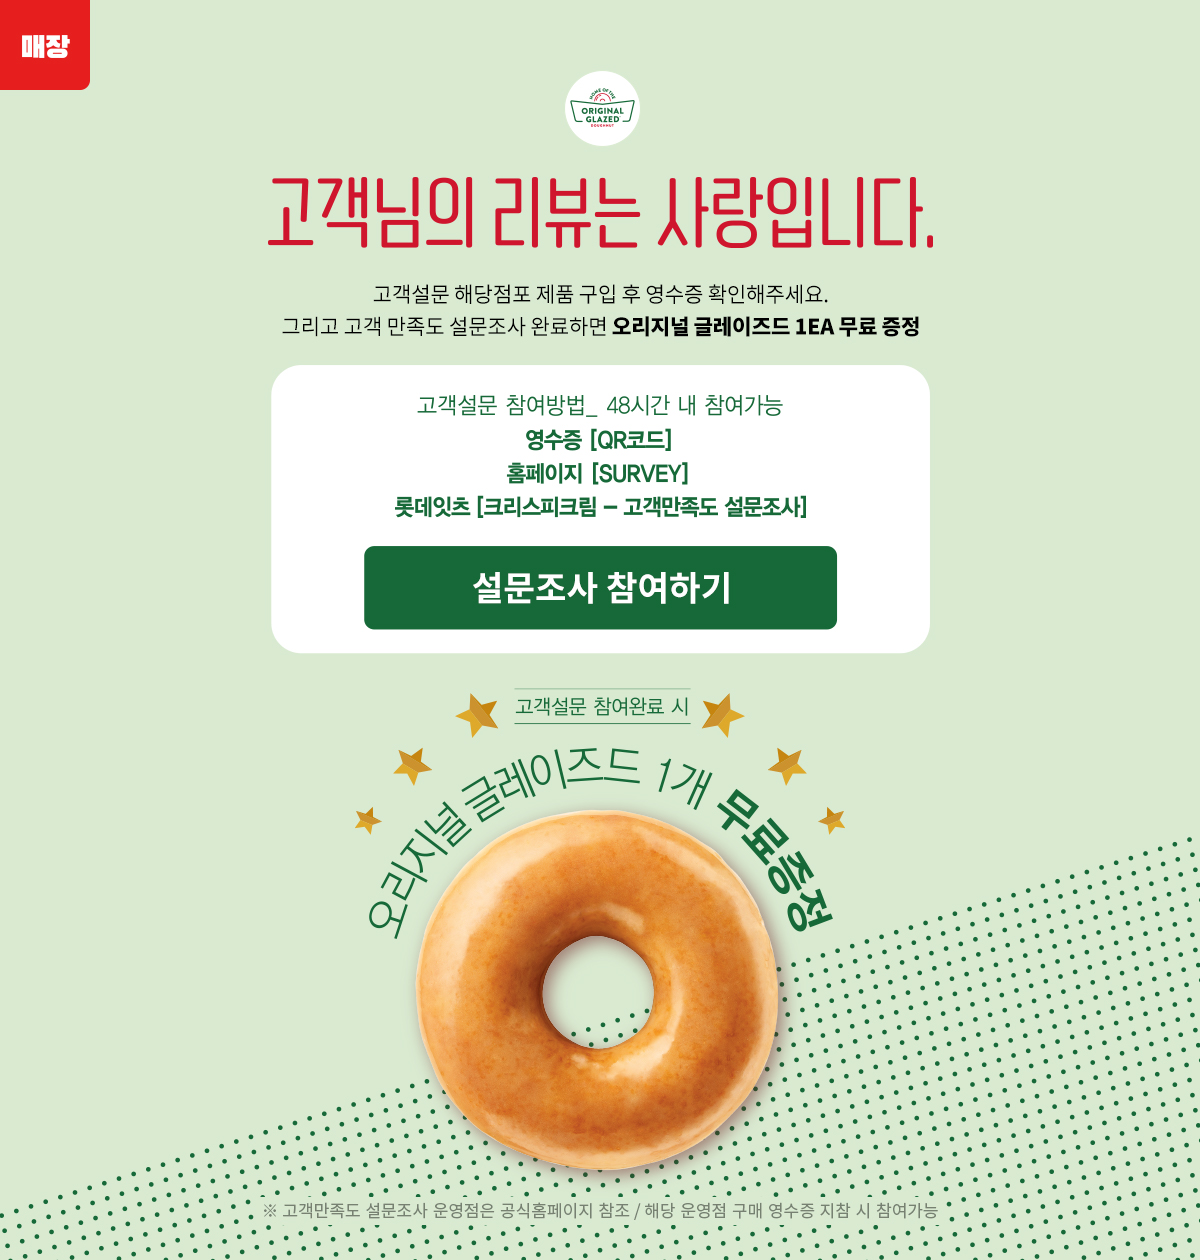 매장
HOME OF THE
ORIGINAL
GLAZED
DOUGHNUT
고객님의 리뷰는 사랑입니다.
고객설문 해당점포 제품 구입 후 영수증 확인해주세요.
그리고 고객 만족도 설문조사 완료하면 오리지널 글레이즈드 1EA 무료 증정
고객설문 참여방법_ 48시간 내 참여가능
영수증 [QR코드]
홈페이지 [SURVEY]
롯데잇츠 [크리스피크림 – 고객만족도 설문조사]
설문조사 참여하기
고객설문 참여완료 시
오리지널 글레이즈드 1개 무료증정
※ 고객만족도 설문조사 운영점은 공식홈페이지 참조 / 해당 운영점 구매 영수증 지참 시 참여가능